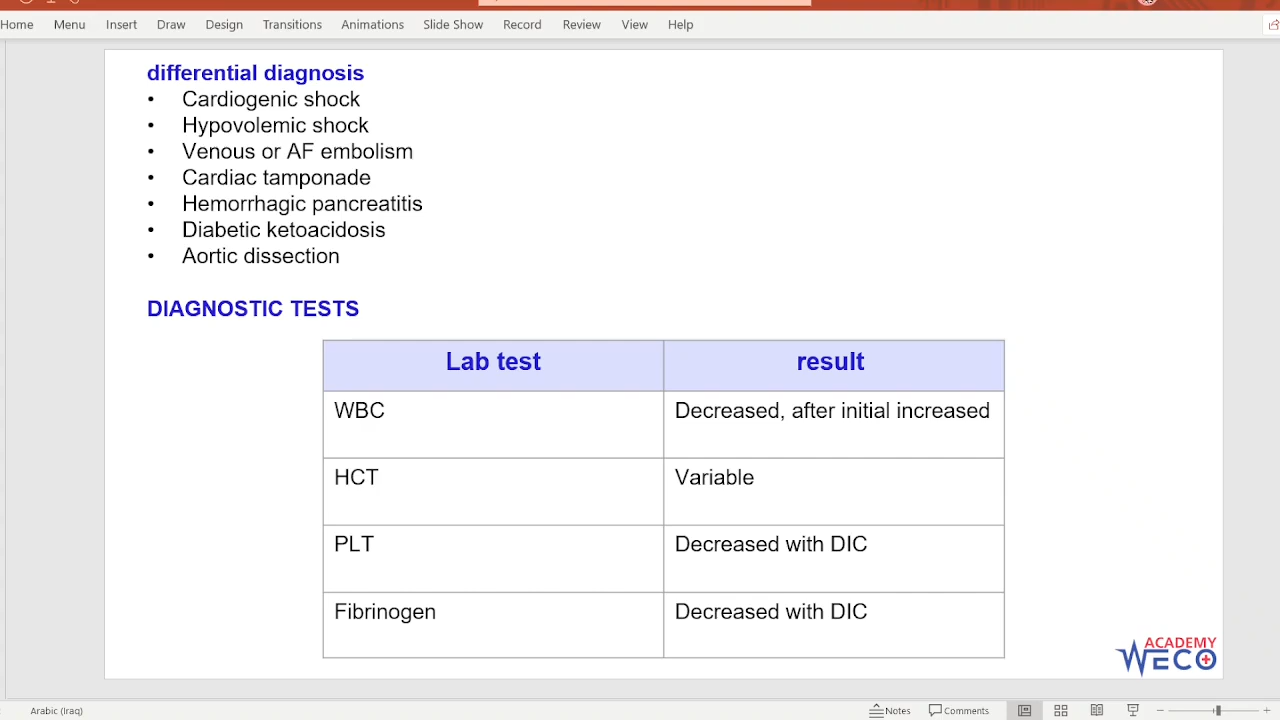 Home Menu Insert Draw Design Transitions Animations Slide Show Record Review View Help
differential diagnosis
• Cardiogenic shock
• Hypovolemic shock
• Venous or AF embolism
• Cardiac tamponade
• Hemorrhagic pancreatitis
• Diabetic ketoacidosis
• Aortic dissection
DIAGNOSTIC TESTS
Lab test result
WBC Decreased, after initial increased
HCT Variable
PLT Decreased with DIC
Fibrinogen Decreased with DIC
ACADEMY
WECO
Arabic (Iraq) Notes Comments